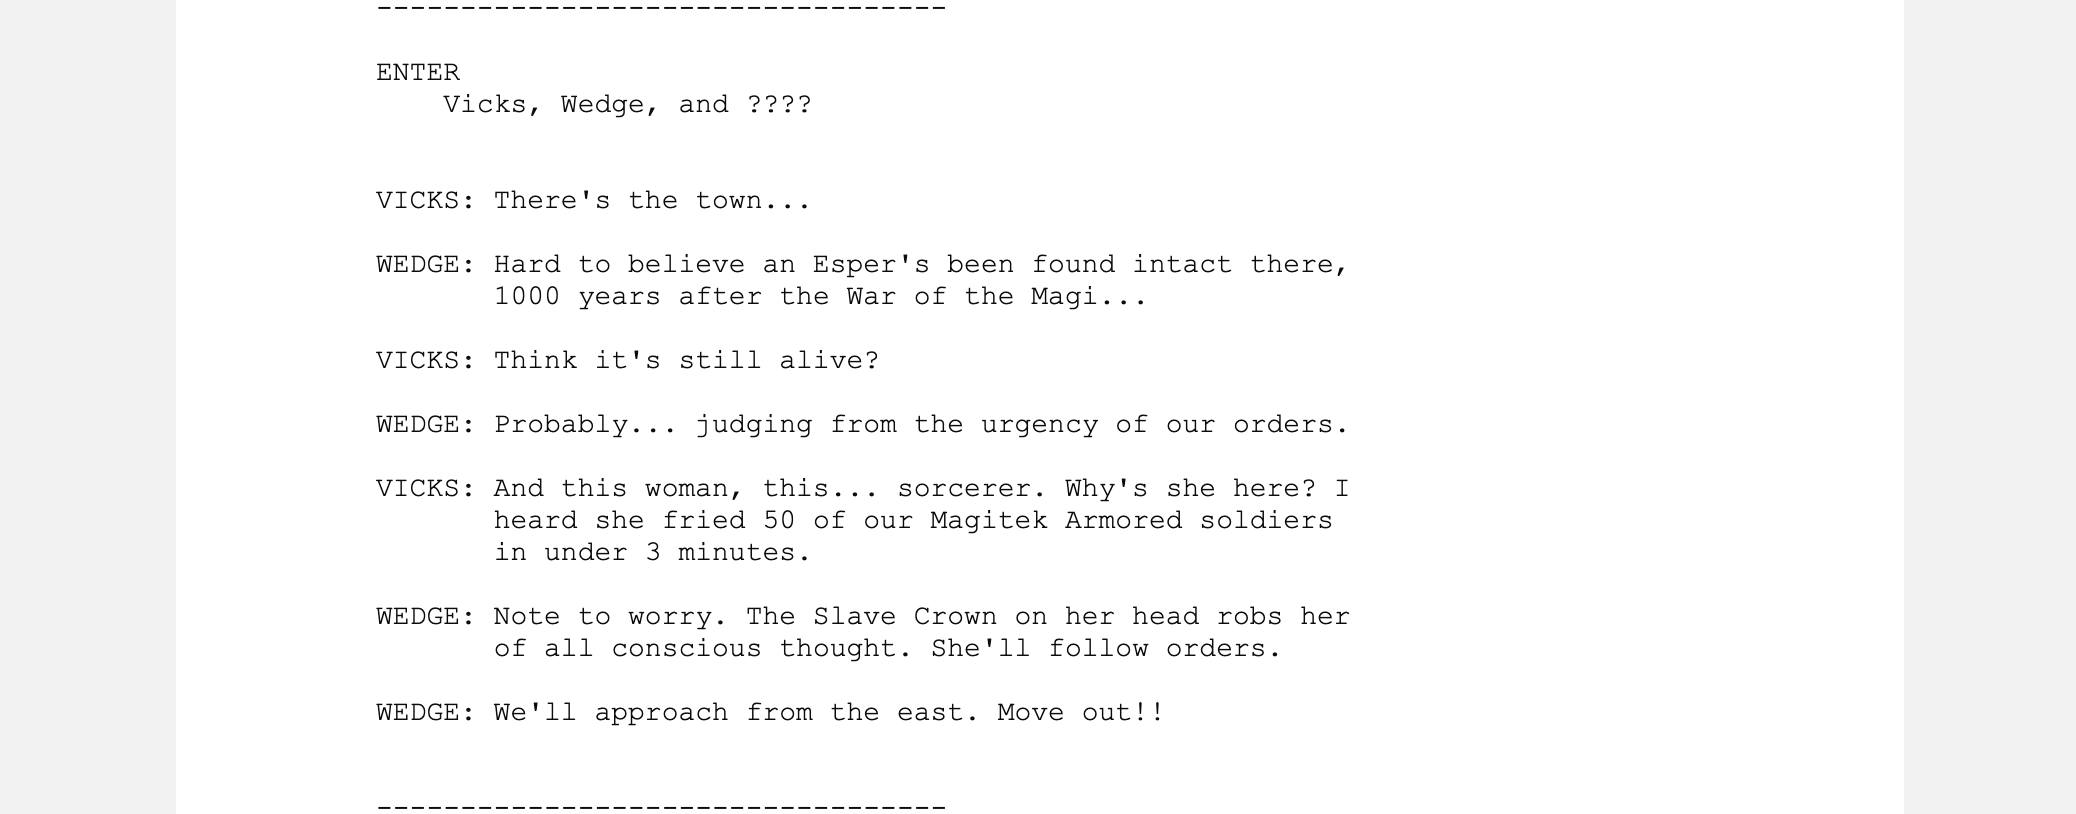 ----------------------------------
ENTER
Vicks, Wedge, and ????
VICKS: There's the town...
WEDGE: Hard to believe an Esper's been found intact there,
1000 years after the War of the Magi...
VICKS: Think it's still alive?
WEDGE: Probably... judging from the urgency of our orders.
VICKS: And this woman, this... sorcerer. Why's she here? I
heard she fried 50 of our Magitek Armored soldiers
in under 3 minutes.
WEDGE: Note to worry. The Slave Crown on her head robs her
of all conscious thought. She'll follow orders.
WEDGE: We'll approach from the east. Move out!!
----------------------------------